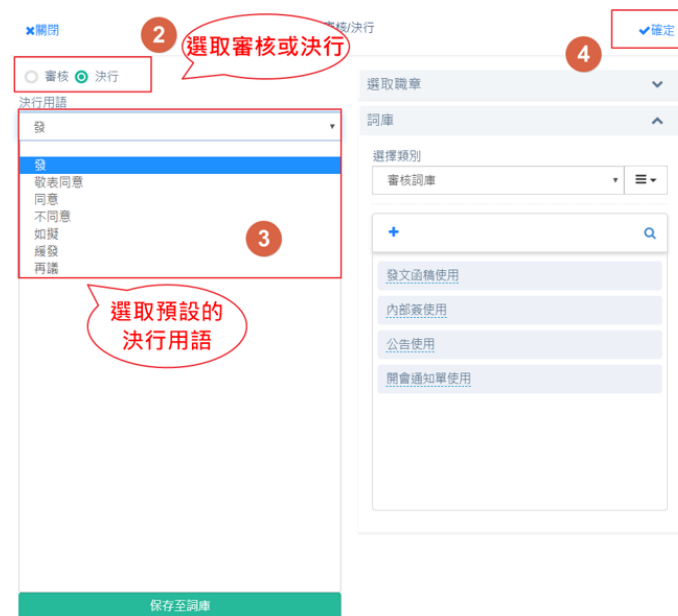 ✖關閉
2
選取審核或決行
核/決行
4
✔確定
審核
決行
決行用語
發
發
敬表同意
同意
不同意
如擬
緩發
再議
3
選取預設的
決行用語
保存至詞庫
選取職章
詞庫
選擇類別
審核詞庫
發文函稿使用
內部簽使用
公告使用
開會通知單使用